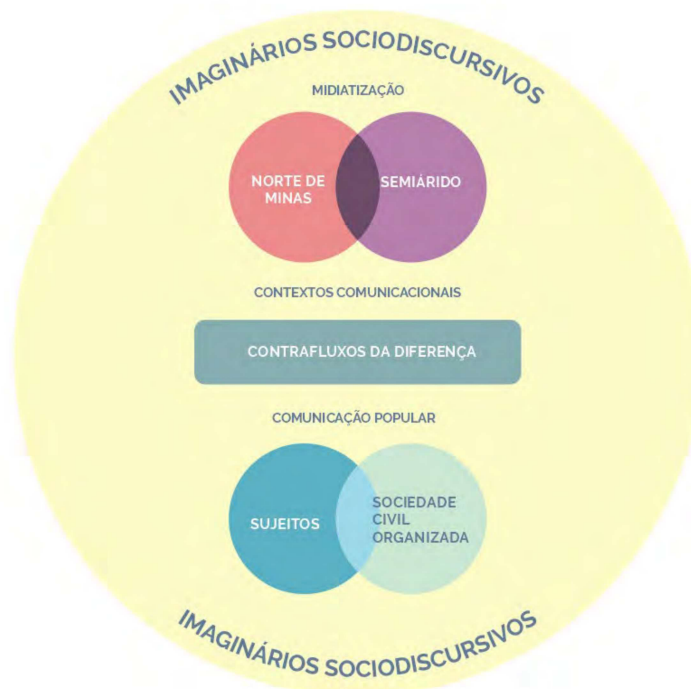 IMAGINÁRIOS SOCIODISCURSIVOS
MIDIATIZAÇÃO
NORTE DE
MINAS
SEMIÁRIDO
CONTEXTOS COMUNICACIONAIS
CONTRAFLUXOS DA DIFERENÇA
COMUNICAÇÃO POPULAR
SUJEITOS
SOCIEDADE
CIVIL
ORGANIZADA
IMAGINÁRIOS SOCIODISCURSIVOS